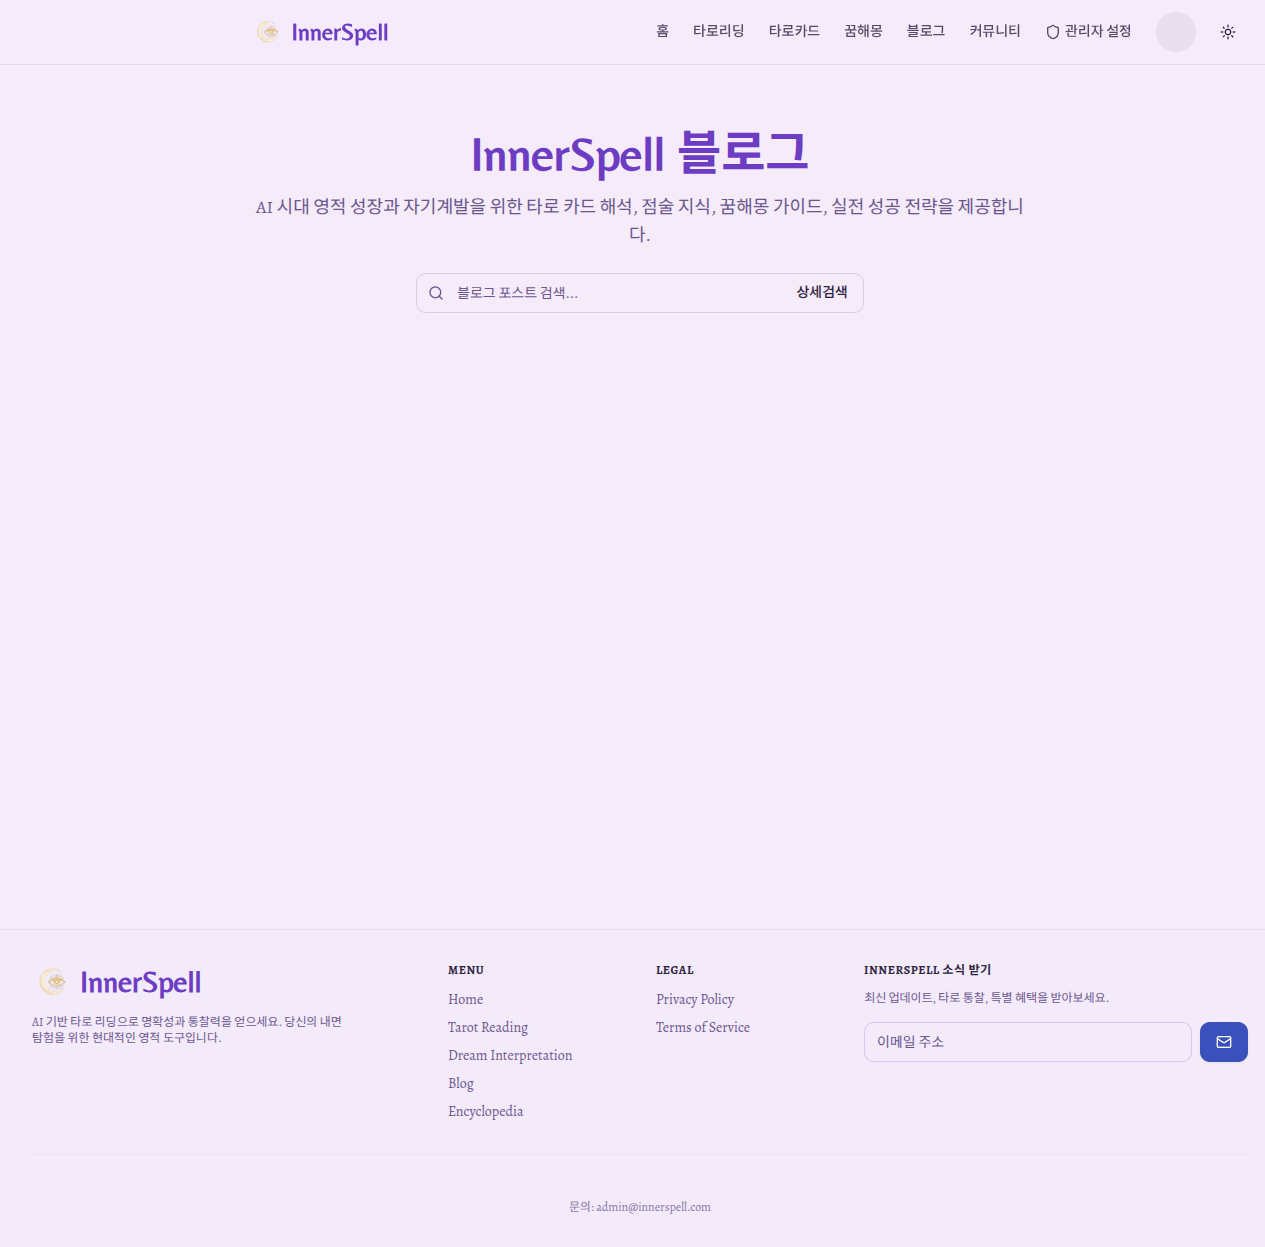 InnerSpell
홈
타로리딩
타로카드
꿈해몽
블로그
커뮤니티
관리자 설정
InnerSpell 블로그
AI 시대 영적 성장과 자기계발을 위한 타로 카드 해석, 점술 지식, 꿈해몽 가이드, 실전 성공 전략을 제공합니
다.
블로그 포스트 검색...
상세검색
InnerSpell
AI 기반 타로 리딩으로 명확성과 통찰력을 얻으세요. 당신의 내면
탐험을 위한 현대적인 영적 도구입니다.
MENU
Home
Tarot Reading
Dream Interpretation
Blog
Encyclopedia
LEGAL
Privacy Policy
Terms of Service
INNERSPELL 소식 받기
최신 업데이트, 타로 통찰, 특별 혜택을 받아보세요.
이메일 주소
문의: admin@innerspell.com